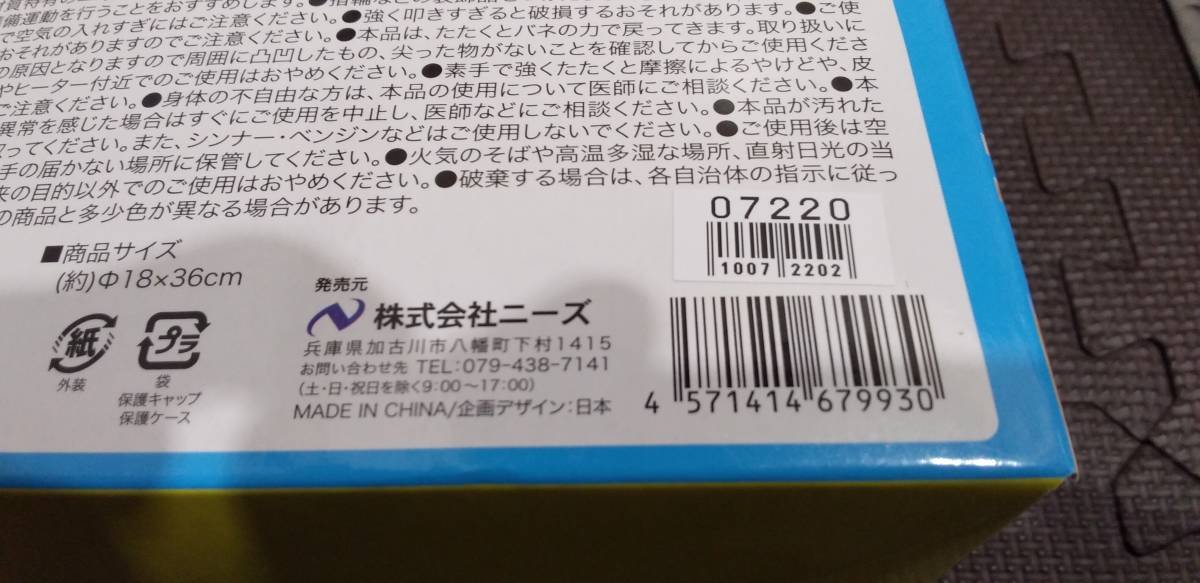 備運動を行うことをおすすめします。
●強く叩きすぎると破損するおそれがあります。●ご使
で空気の入れすぎにはご注意ください。●本品は、たたくとバネの力で戻ってきます。取り扱いに
おそれがありますのでご注意ください。
の原因となりますので周囲に凸凹したもの、尖った物がないことを確認してからご使用くださ
やヒーター付近でのご使用はおやめください。●素手で強くたたくと摩擦によるやけどや、皮
ご注意ください。●身体の不自由な方は、本品の使用について医師にご相談ください。●本
異常を感じた場合はすぐにご使用を中止し、医師などにご相談ください。●本品が汚れた
ってください。また、シンナー・ベンジンなどはご使用しないでください。●ご使用後は空
手の届かない場所に保管してください。●火気のそばや高温多湿な場所、直射日光の当
来の目的以外でのご使用はおやめください。●破棄する場合は、各自治体の指示に従っ
の商品と多少色が異なる場合があります。
07220
1007 2202
■商品サイズ
(約)Φ18×36cm
紙
外装
プラ
袋
保護キャップ
保護ケース
発売元
株式会社ニーズ
兵庫県加古川市八幡町下村1415
お問い合わせ先 TEL:079-438-7141
(土・日・祝日を除く9:00〜17:00)
MADE IN CHINA/企画デザイン:日本
4 571414 679930